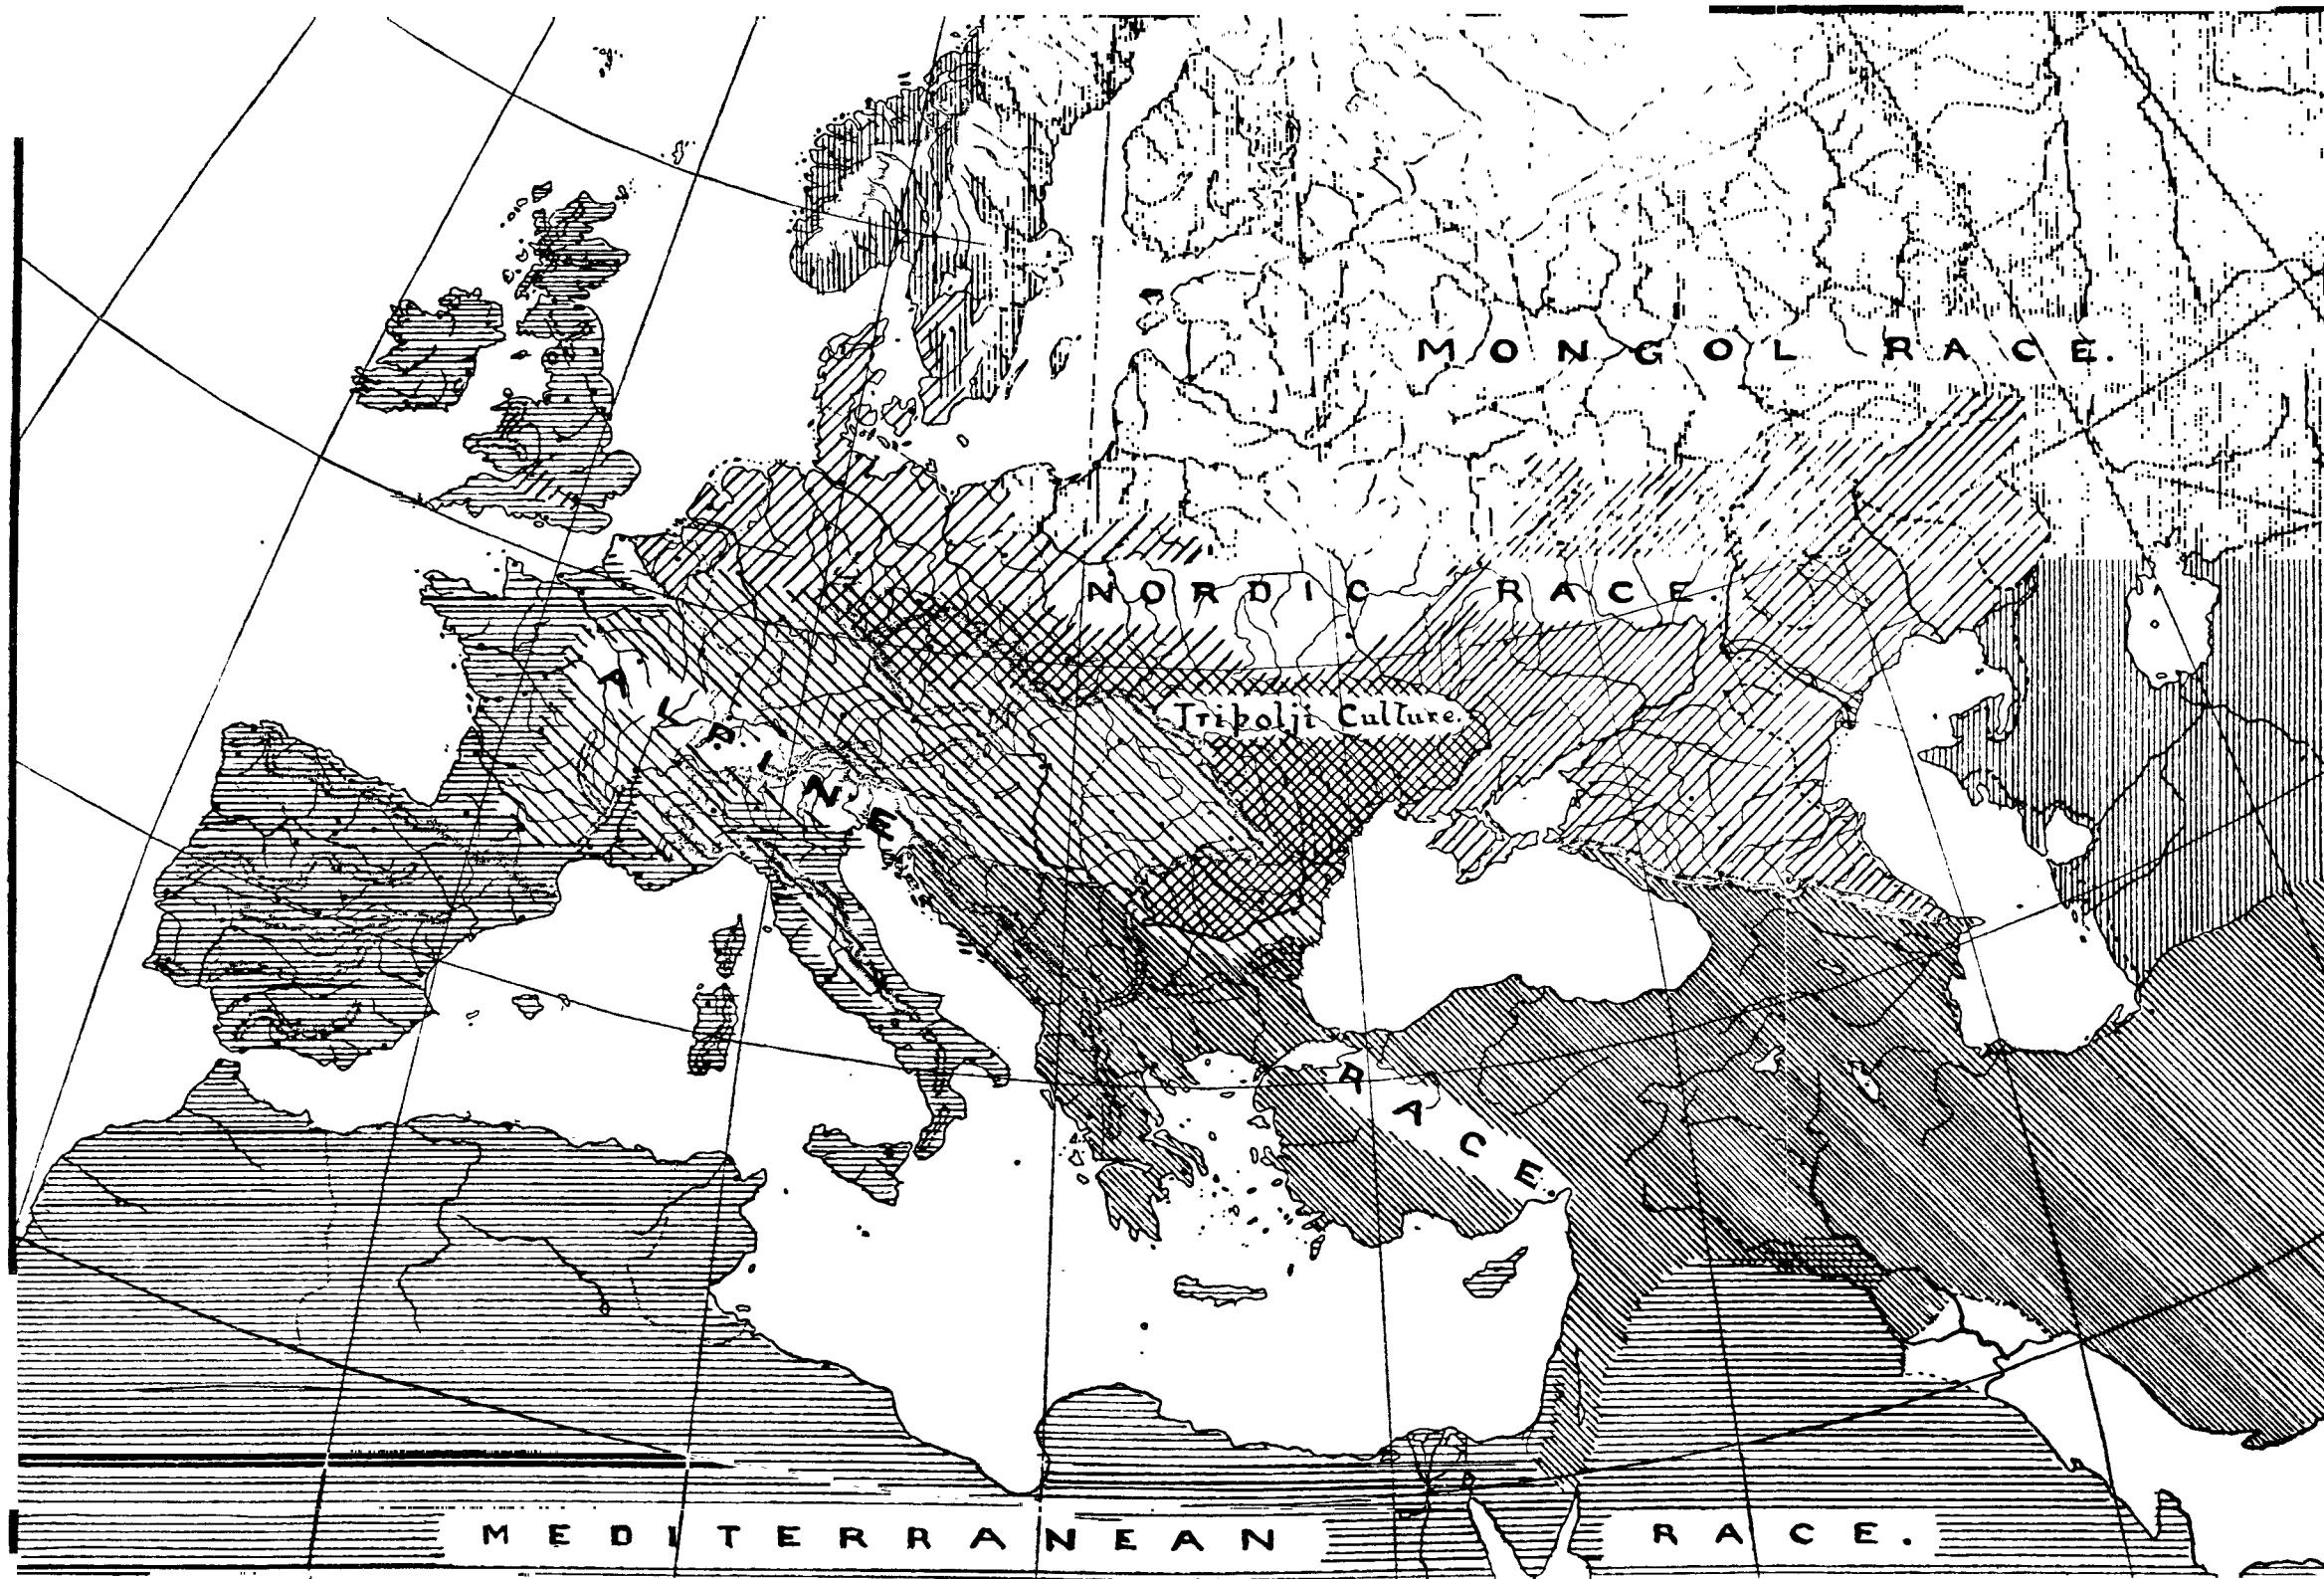 MONGOL RACE.
NORDIC RACE.
Tripolji Culture.
ALPINE RACE.
MEDITERRANEAN RACE.